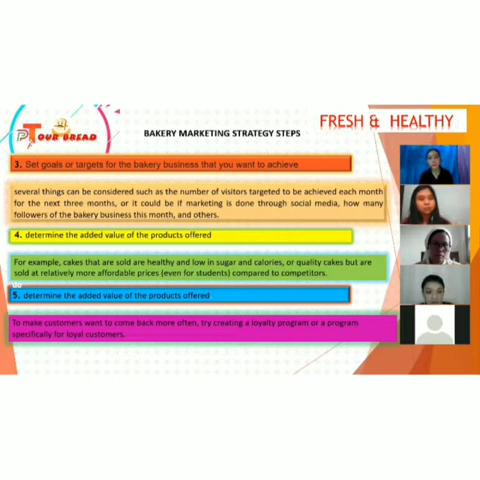 FRESH & HEALTHY
TOUR BREAD
BAKERY MARKETING STRATEGY STEPS
3. Set goals or targets for the bakery business that you want to achieve
several things can be considered such as the number of visitors targeted to be achieved each month
for the next three months, or it could be if marketing is done through social media, how many
followers of the bakery business this month, and others.
4. determine the added value of the products offered
For example, cakes that are sold are healthy and low in sugar and calories, or quality cakes but are
sold at relatively more affordable prices (even for students) compared to competitors.
5. determine the added value of the products offered
To make customers want to come back more often, try creating a loyalty program or a program
specifically for loyal customers.